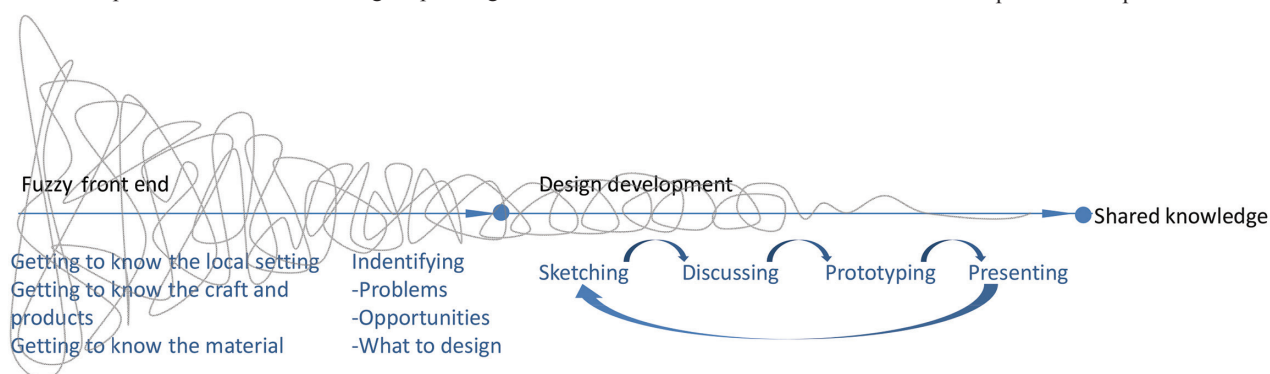 Fuzzy front end
Design development
Shared knowledge
Getting to know the local setting
Getting to know the craft and
products
Getting to know the material
Indentifying
-Problems
-Opportunities
-What to design
Sketching
Discussing
Prototyping
Presenting